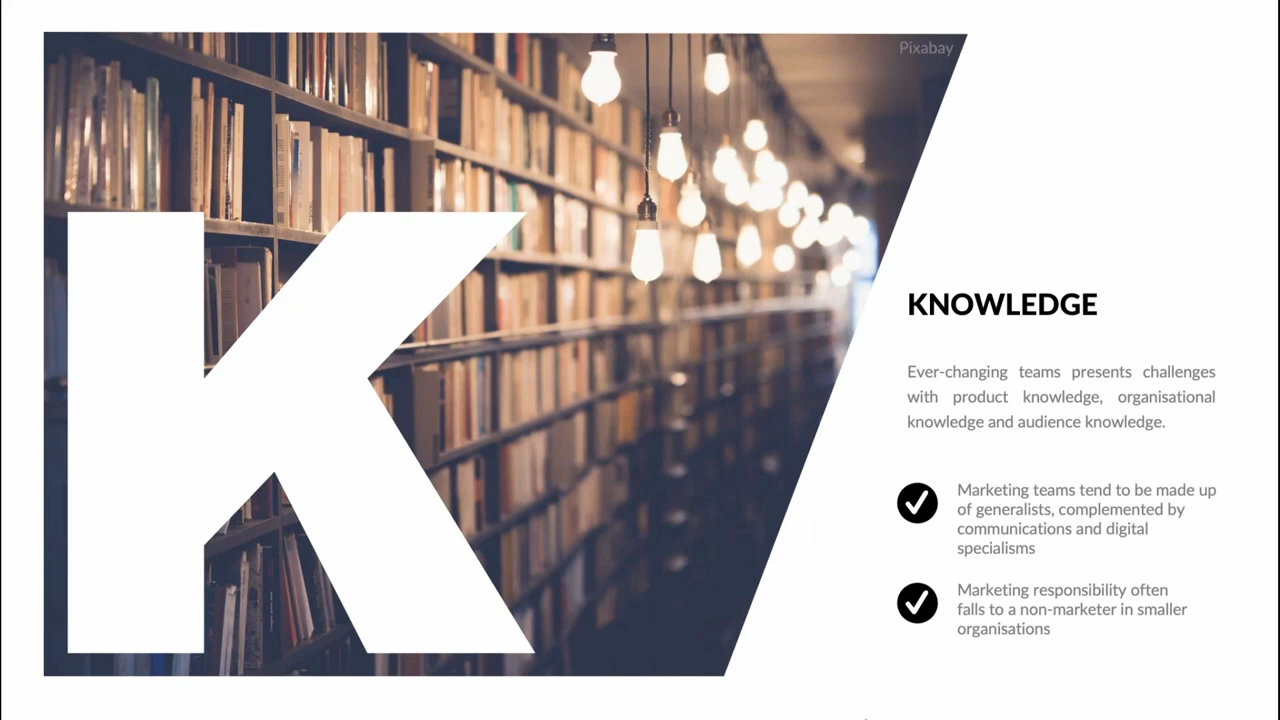 Pixabay
K
KNOWLEDGE
Ever-changing teams presents challenges
with product knowledge, organisational
knowledge and audience knowledge.
Marketing teams tend to be made up
of generalists, complemented by
communications and digital
specialisms
Marketing responsibility often
falls to a non-marketer in smaller
organisations